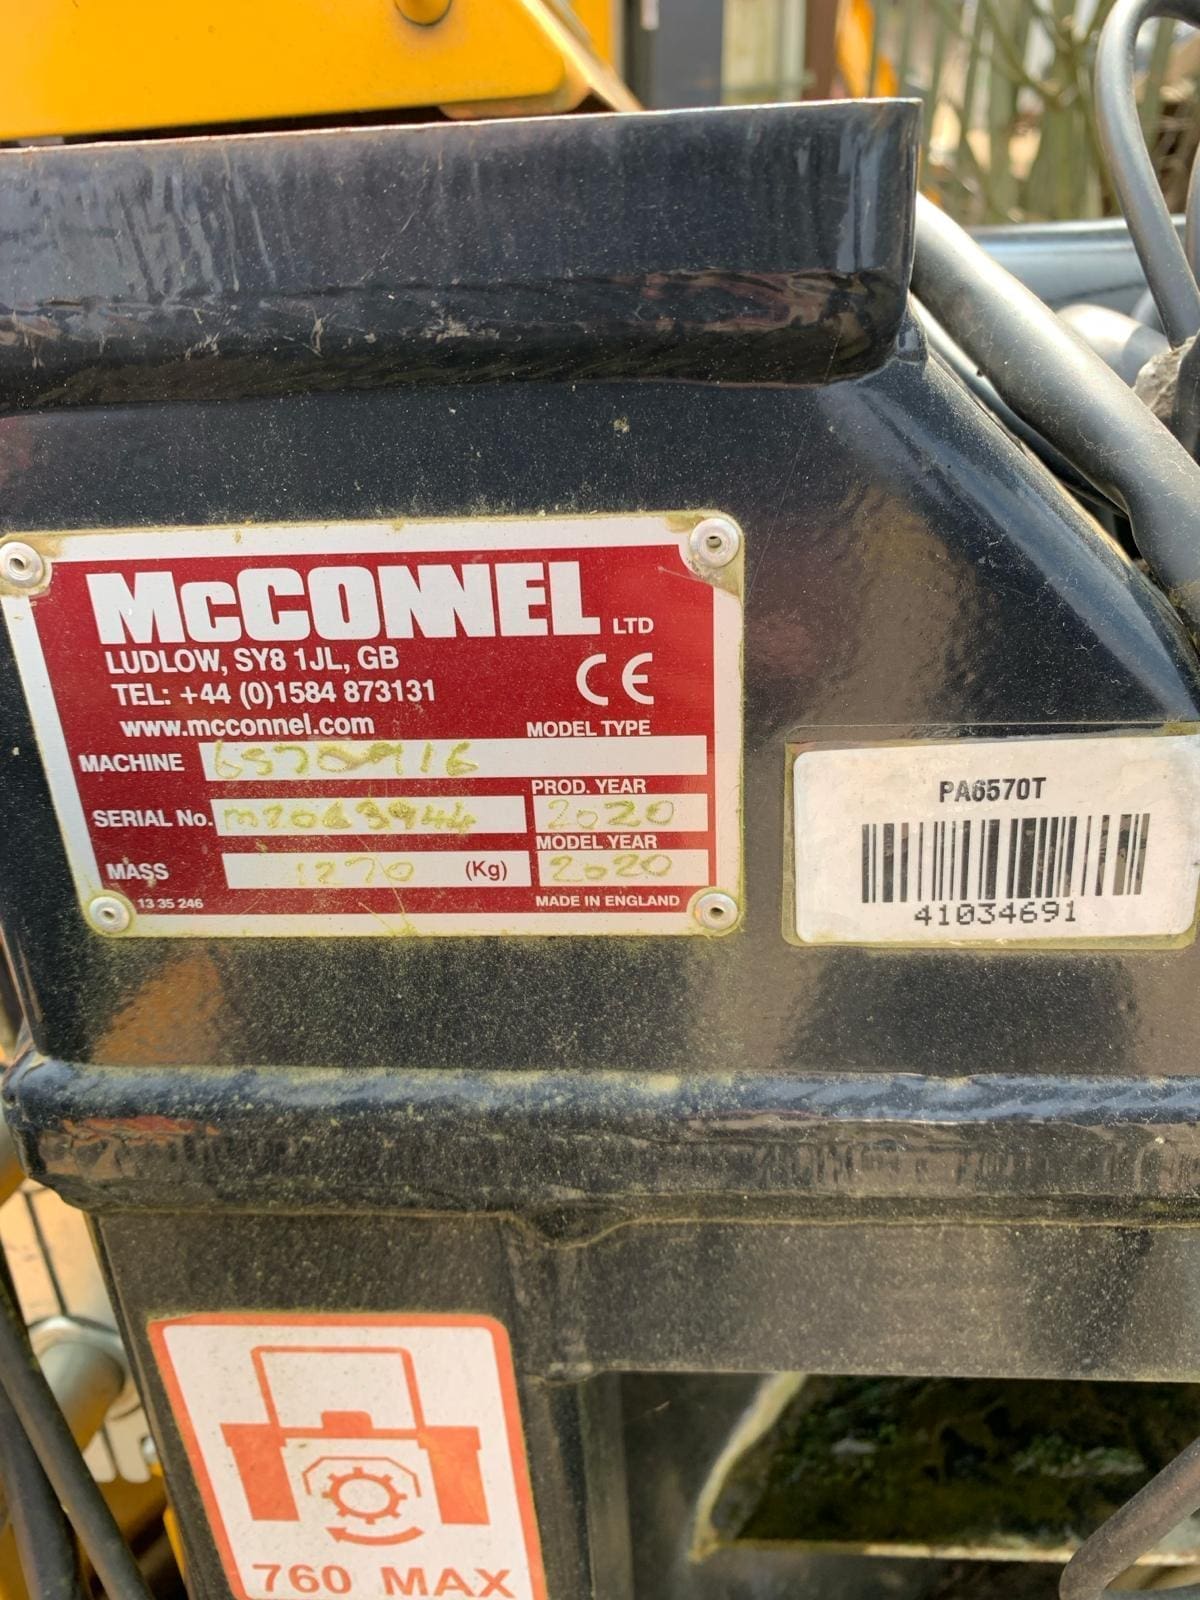 McCONNEL LTD
LUDLOW, SY8 1JL, GB
TEL: +44 (0)1584 873131
CE
www.mcconnel.com
MODEL TYPE
MACHINE
PROD. YEAR
SERIAL No. 2020
MODEL YEAR
MASS 1270 (Kg) 2020
13 35 246 MADE IN ENGLAND
PA6570T
41034691
760 MAX